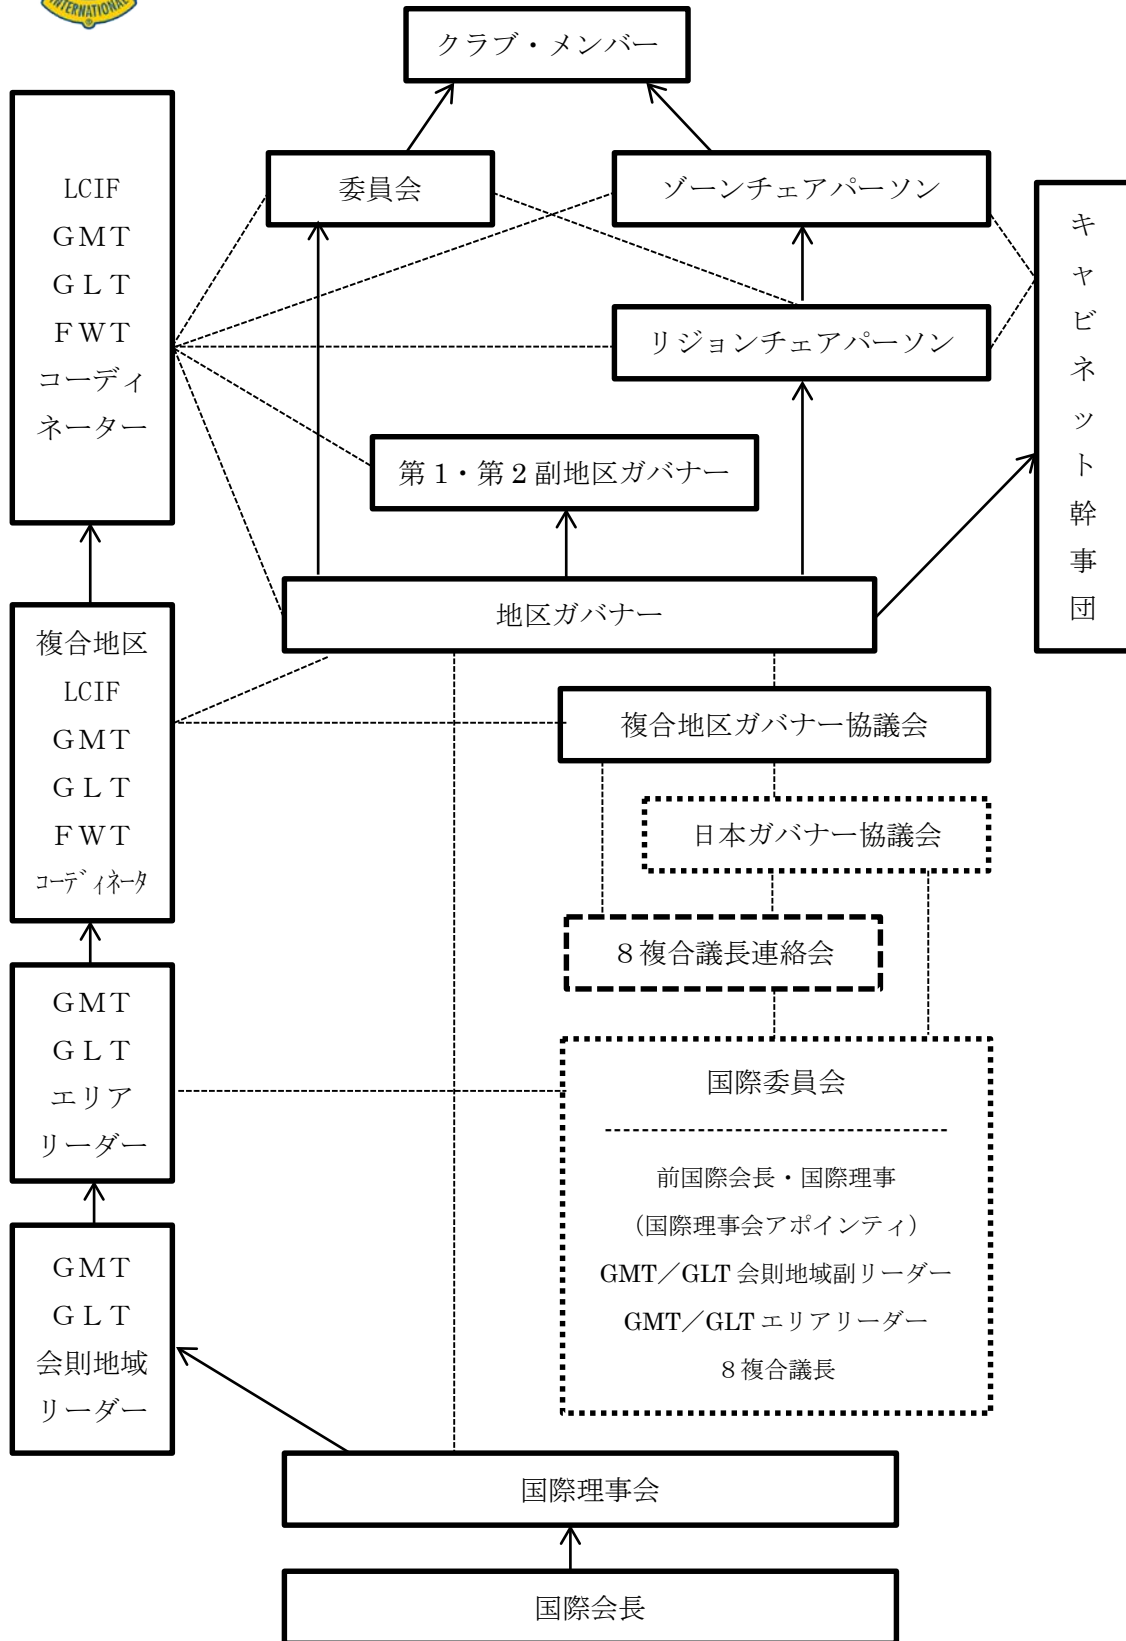 INTERNATIONAL
クラブ・メンバー
委員会
ゾーンチェアパーソン
LCIF
GMT
GLT
FWT
コーディ
ネーター
キ
ャ
ビ
ネ
ッ
ト
幹
事
団
リジョンチェアパーソン
第1・第2副地区ガバナー
地区ガバナー
複合地区
LCIF
GMT
GLT
FWT
コーディネータ
複合地区ガバナー協議会
日本ガバナー協議会
8複合議長連絡会
GMT
GLT
エリア
リーダー
国際委員会
前国際会長・国際理事
（国際理事会アポインティ）
GMT／GLT会則地域副リーダー
GMT／GLTエリアリーダー
8複合議長
GMT
GLT
会則地域
リーダー
国際理事会
国際会長